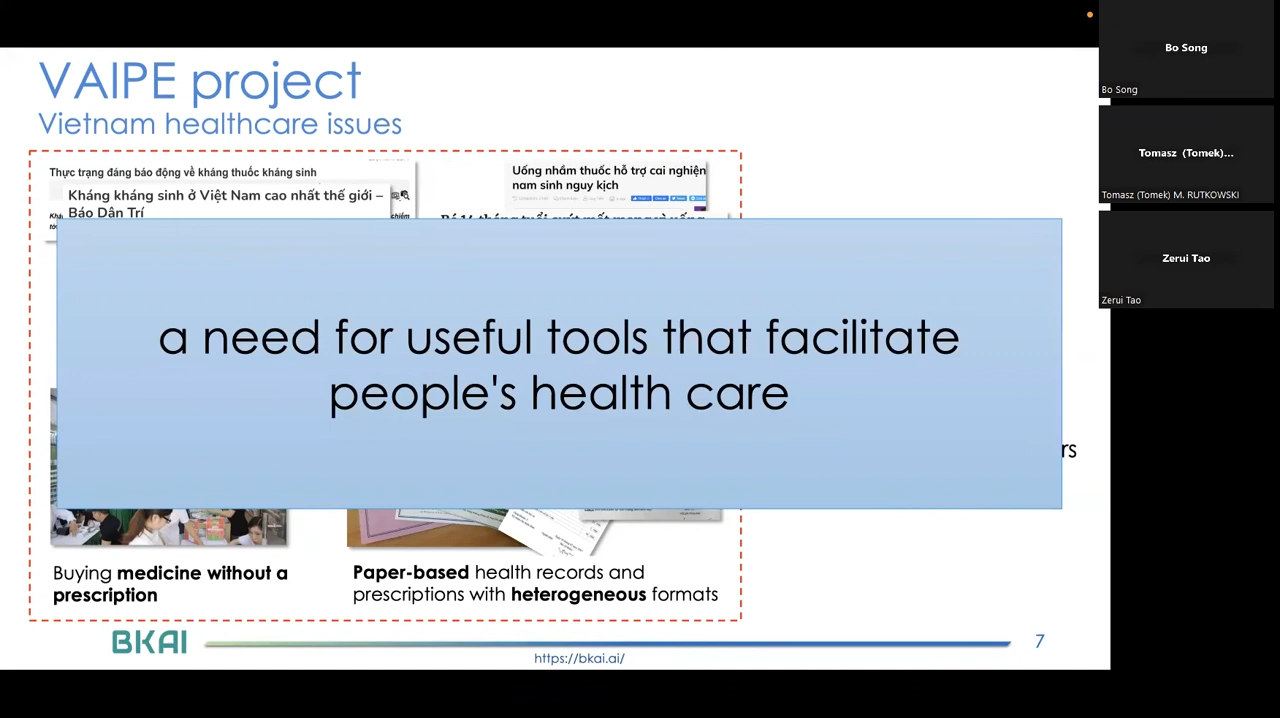 VAIPE project
Vietnam healthcare issues
Thực trạng đáng báo động về kháng thuốc kháng sinh
Kháng kháng sinh ở Việt Nam cao nhất thế giới –
Báo Dân Trí
Uống nhầm thuốc hỗ trợ cai nghiện
nam sinh nguy kịch
a need for useful tools that facilitate
people's health care
rs
Buying medicine without a
prescription
Paper-based health records and
prescriptions with heterogeneous formats
BKAI
https://bkai.ai/
7
Bo Song
Bo Song
Tomasz (Tomek)...
Tomasz (Tomek) M. RUTKOWSKI
Zerui Tao
Zerui Tao